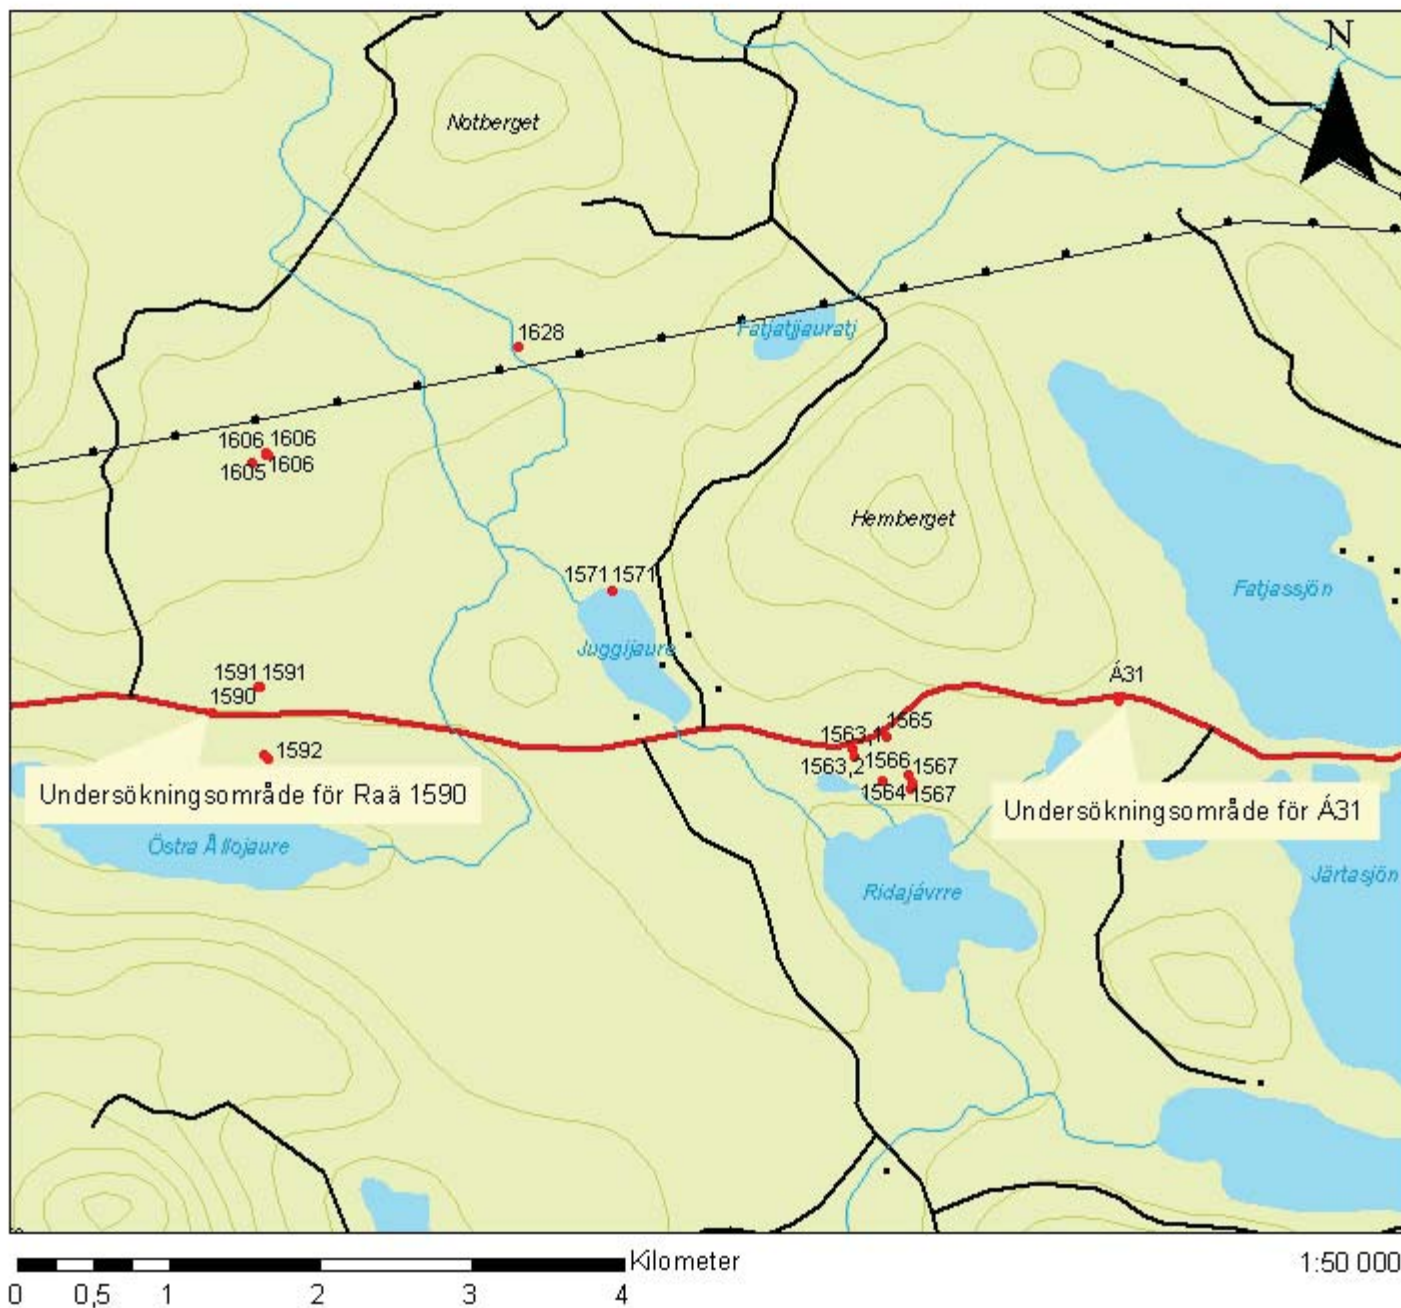 N
Notberget
1628
Fatjatjjauratj
1606 1606
1605 1606
Hemberget
1571 1571
Fatjassjön
Juggijaure
1591 1591
1590
Á31
1565
1563,1
1592
1563,2 1566 1567
1564 1567
Undersökningsområde för Raä 1590
Undersökningsområde för Á31
Östra Ållojaure
Järtasjön
Ridajávrre
Kilometer
1:50 000
0 0,5 1 2 3 4